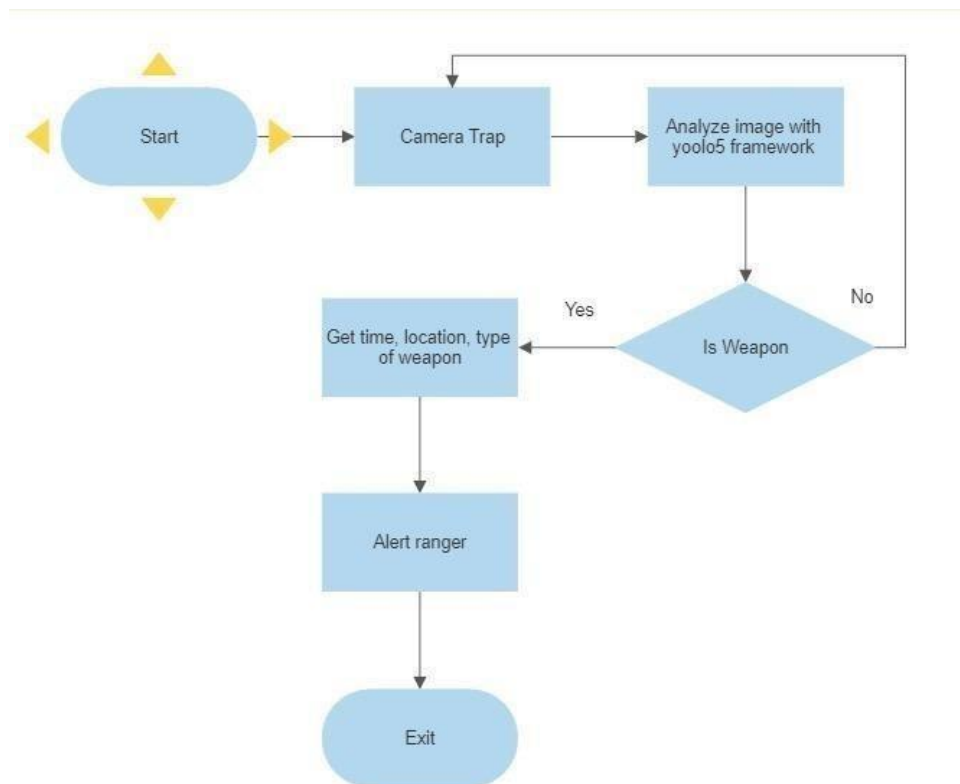 Start
Camera Trap
Analyze image with
yoolo5 framework
Is Weapon
Yes
No
Get time, location, type
of weapon
Alert ranger
Exit